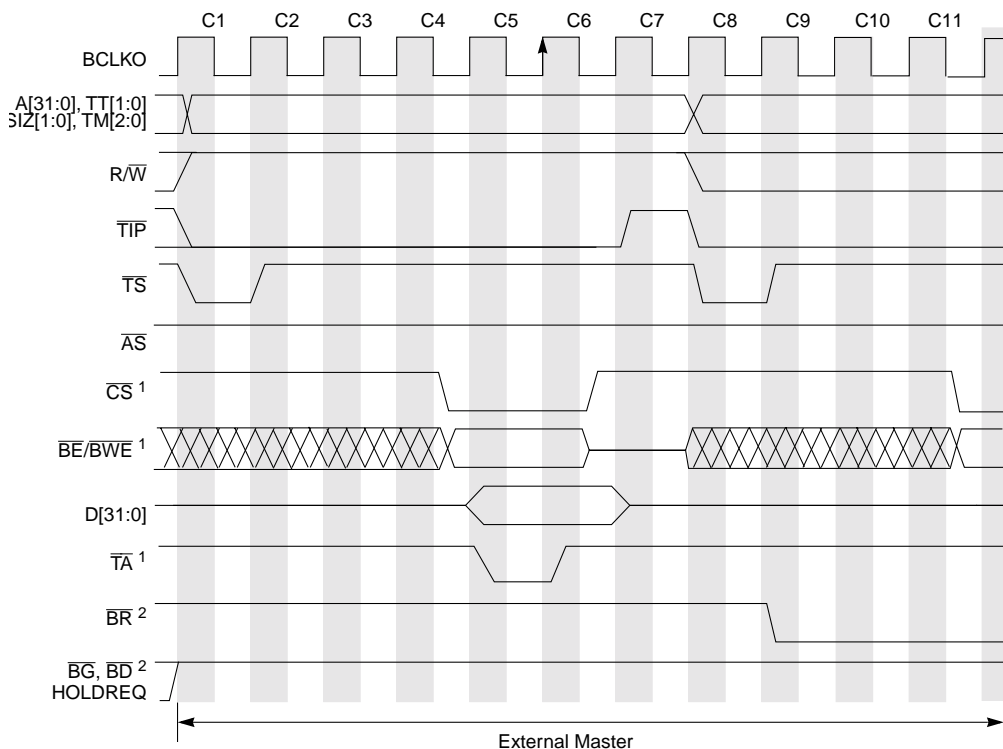 C1 C2 C3 C4 C5 C6 C7 C8 C9 C10 C11
BCLKO
A[31:0], TT[1:0]
SIZ[1:0], TM[2:0]
R/W
TIP
TS
AS
CS 1
BE/BWE 1
D[31:0]
TA 1
BR 2
BG, BD 2
HOLDREQ
External Master